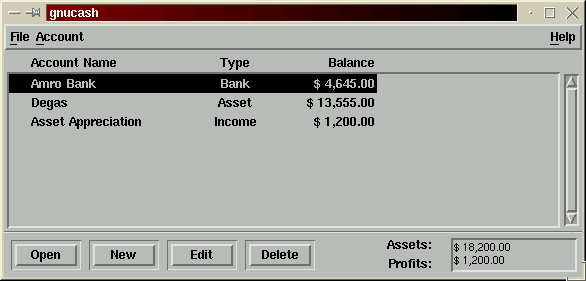 gnucash
File Account Help
Account Name Type Balance
Amro Bank Bank $ 4,645.00
Degas Asset $ 13,555.00
Asset Appreciation Income $ 1,200.00
Open New Edit Delete
Assets: $ 18,200.00
Profits: $ 1,200.00